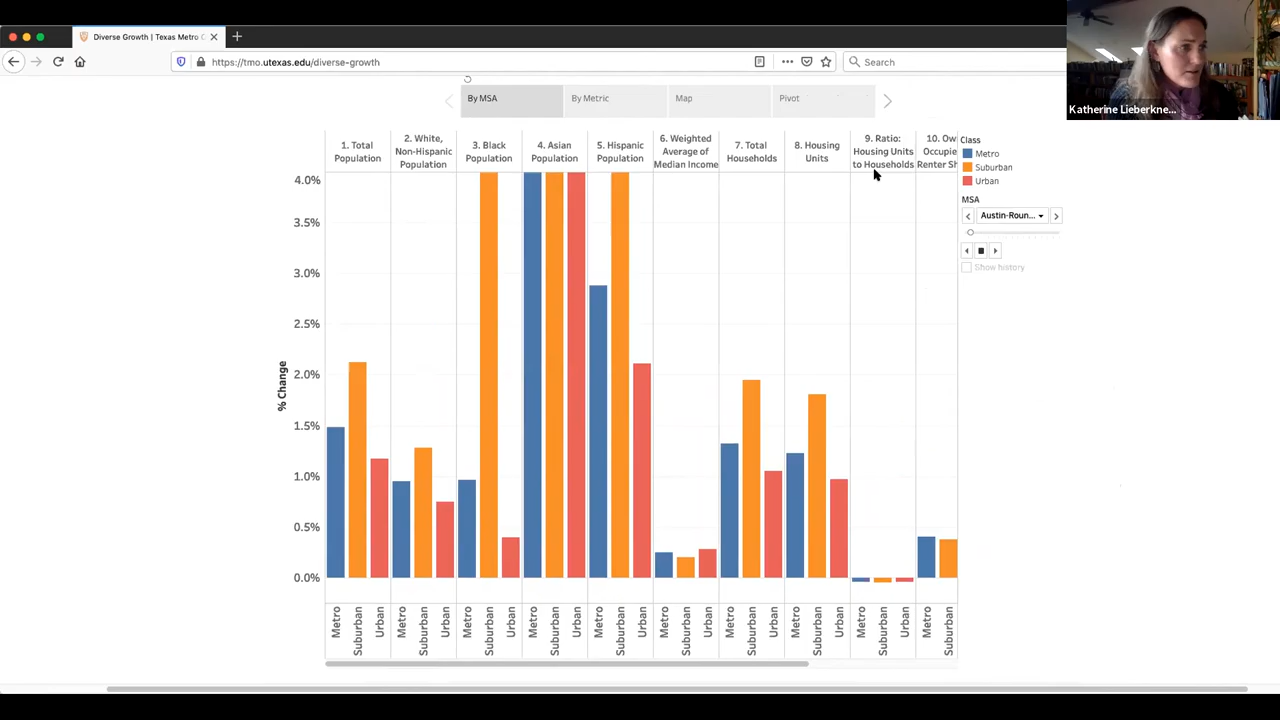 Diverse Growth | Texas Metro
https://tmo.utexas.edu/diverse-growth
Search
Katherine Lieberkne...
By MSA
By Metric
Map
Pivot
1. Total
Population
2. White,
Non-Hispanic
Population
3. Black
Population
4. Asian
Population
5. Hispanic
Population
6. Weighted
Average of
Median Income
7. Total
Households
8. Housing
Units
9. Ratio:
Housing Units
to Households
10. Ow
Occupie
Renter Sh
Class
Metro
Suburban
Urban
MSA
Austin-Roun...
Show history
% Change
4.0%
3.5%
3.0%
2.5%
2.0%
1.5%
1.0%
0.5%
0.0%
Metro
Suburban
Urban
Metro
Suburban
Urban
Metro
Suburban
Urban
Metro
Suburban
Urban
Metro
Suburban
Urban
Metro
Suburban
Urban
Metro
Suburban
Urban
Metro
Suburban
Urban
Metro
Suburban
Urban
Metro
Suburban